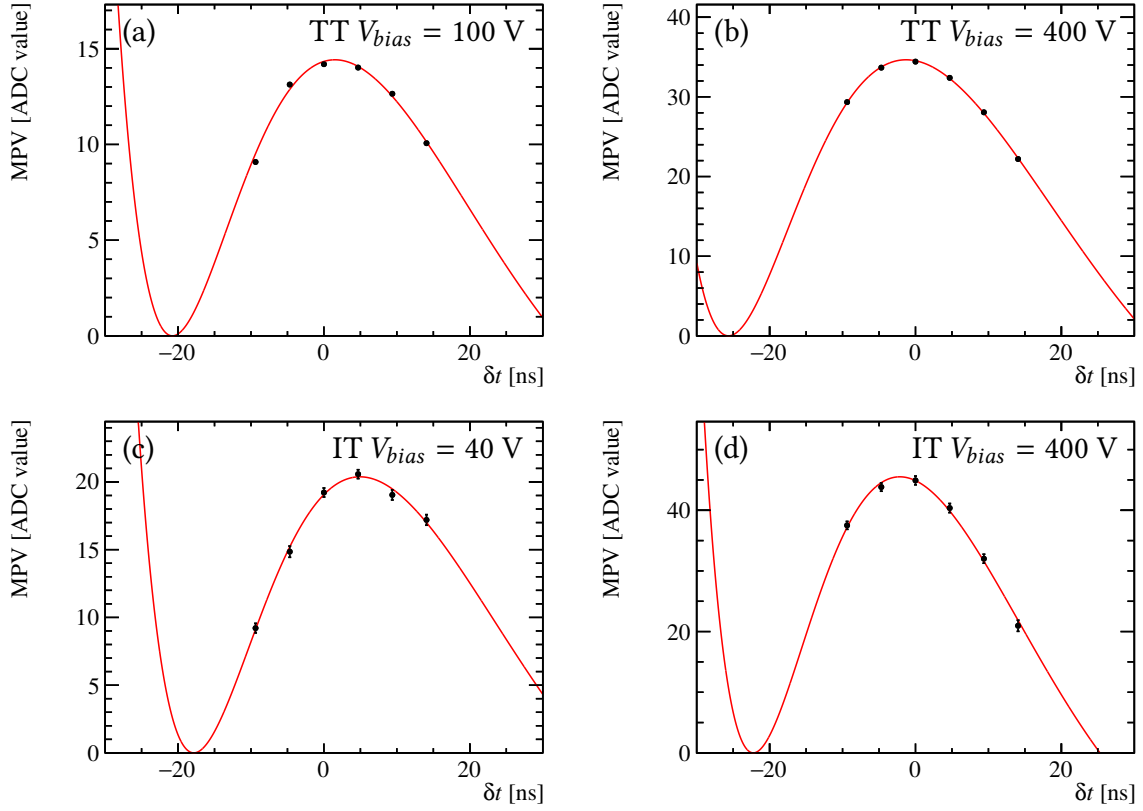 (a) TT V_bias = 100 V
MPV [ADC value]
15
10
5
0
−20 0 20
δt [ns]
(b) TT V_bias = 400 V
MPV [ADC value]
40
30
20
10
0
−20 0 20
δt [ns]
(c) IT V_bias = 40 V
MPV [ADC value]
20
15
10
5
0
−20 0 20
δt [ns]
(d) IT V_bias = 400 V
MPV [ADC value]
40
20
0
−20 0 20
δt [ns]